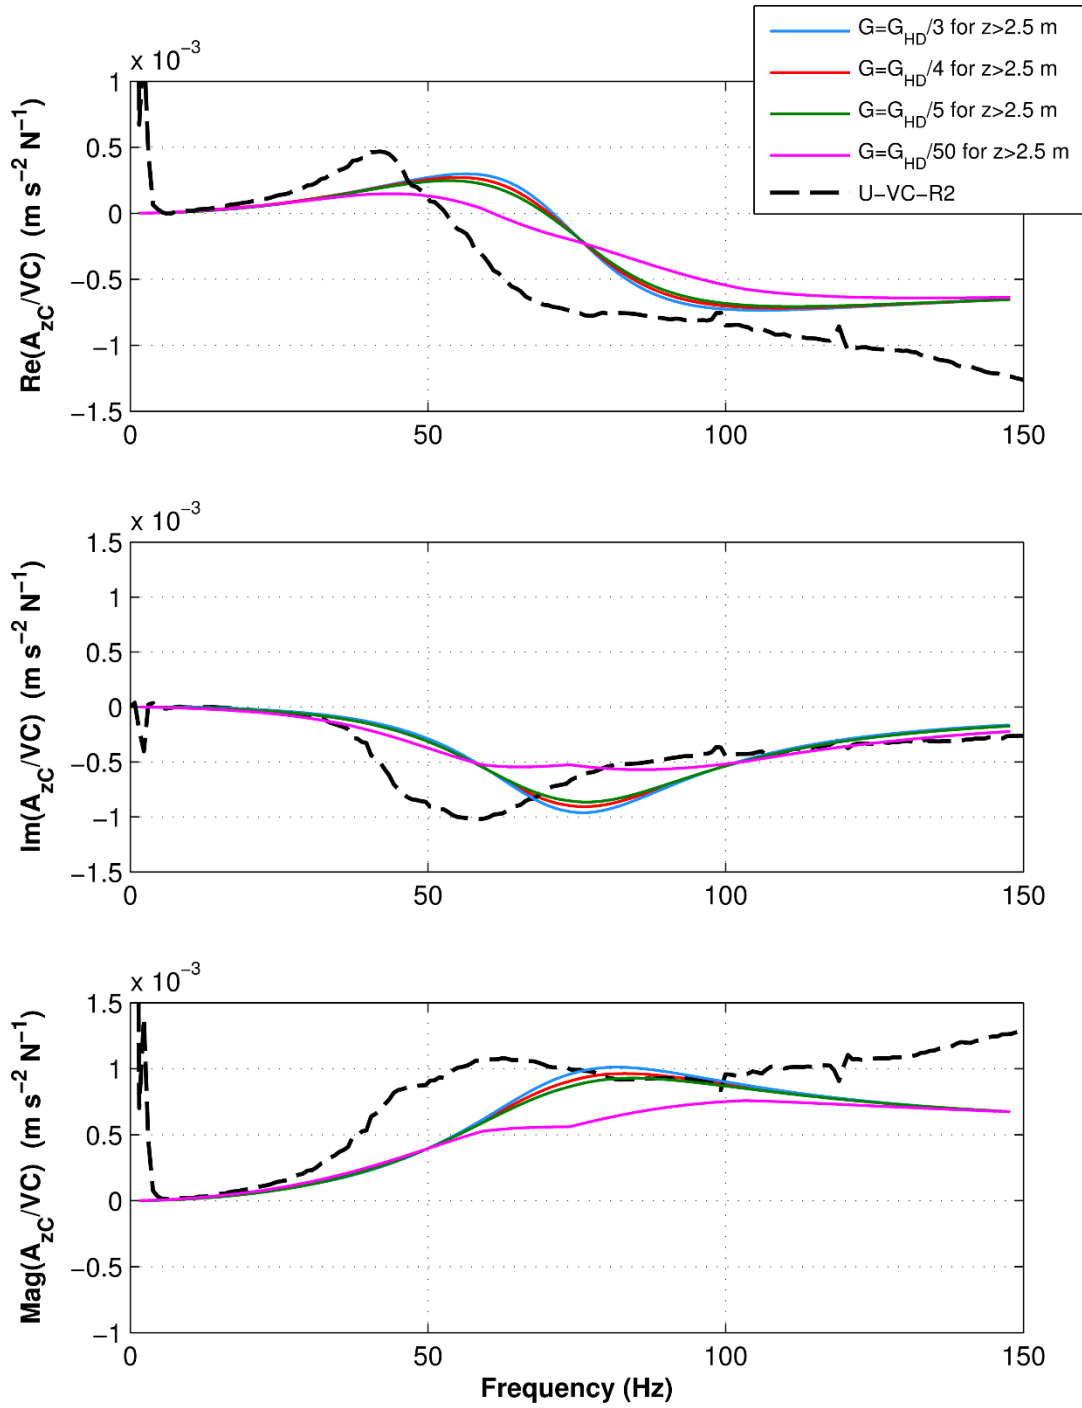 G=G_HD/3 for z>2.5 m
G=G_HD/4 for z>2.5 m
G=G_HD/5 for z>2.5 m
G=G_HD/50 for z>2.5 m
U−VC−R2
x 10⁻³
Re(A_zC/VC) (m s⁻² N⁻¹)
1
0.5
0
−0.5
−1
−1.5
0 50 100 150
x 10⁻³
Im(A_zC/VC) (m s⁻² N⁻¹)
1.5
1
0.5
0
−0.5
−1
−1.5
0 50 100 150
x 10⁻³
Mag(A_zC/VC) (m s⁻² N⁻¹)
1.5
1
0.5
0
−0.5
−1
0 50 100 150
Frequency (Hz)